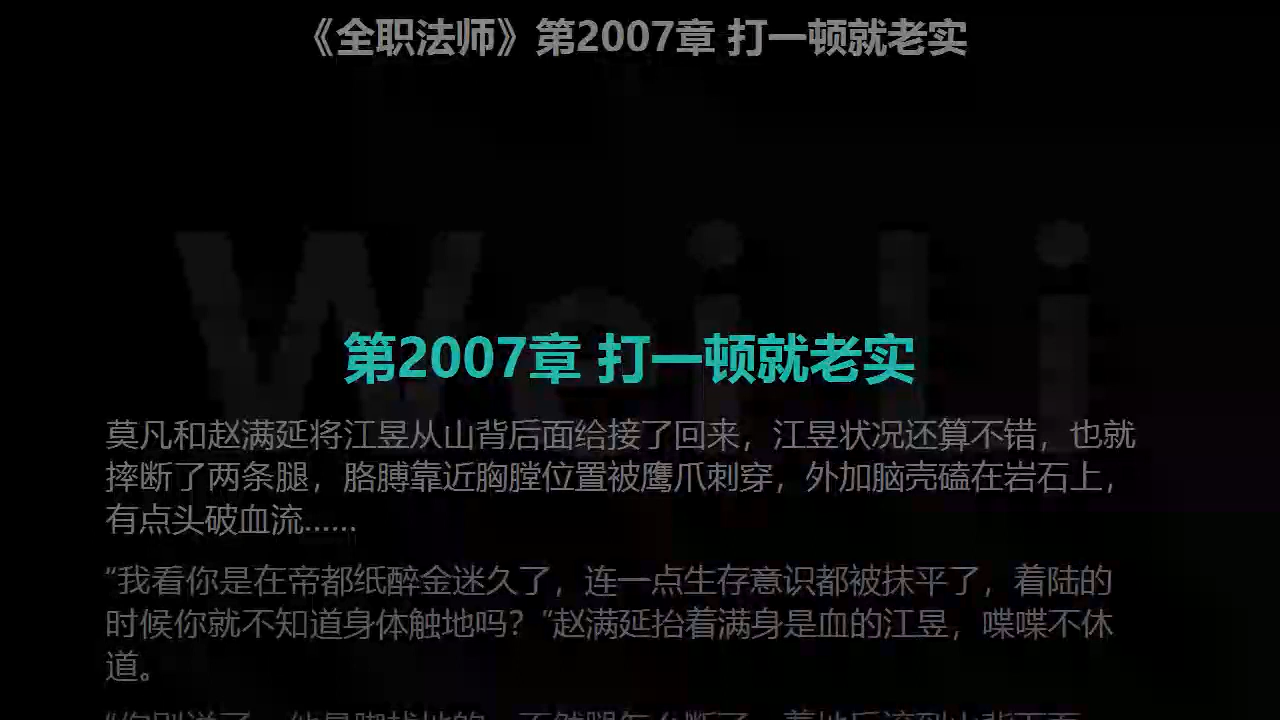 《全职法师》第2007章 打一顿就老实
Wei Li
第2007章 打一顿就老实
莫凡和赵满延将江昱从山背后面给接了回来，江昱状况还算不错，也就
摔断了两条腿，胳膊靠近胸膛位置被鹰爪刺穿，外加脑壳磕在岩石上，
有点头破血流……
“我看你是在帝都纸醉金迷久了，连一点生存意识都被抹平了，着陆的
时候你就不知道身体触地吗？”赵满延抬着满身是血的江昱，喋喋不休
道。